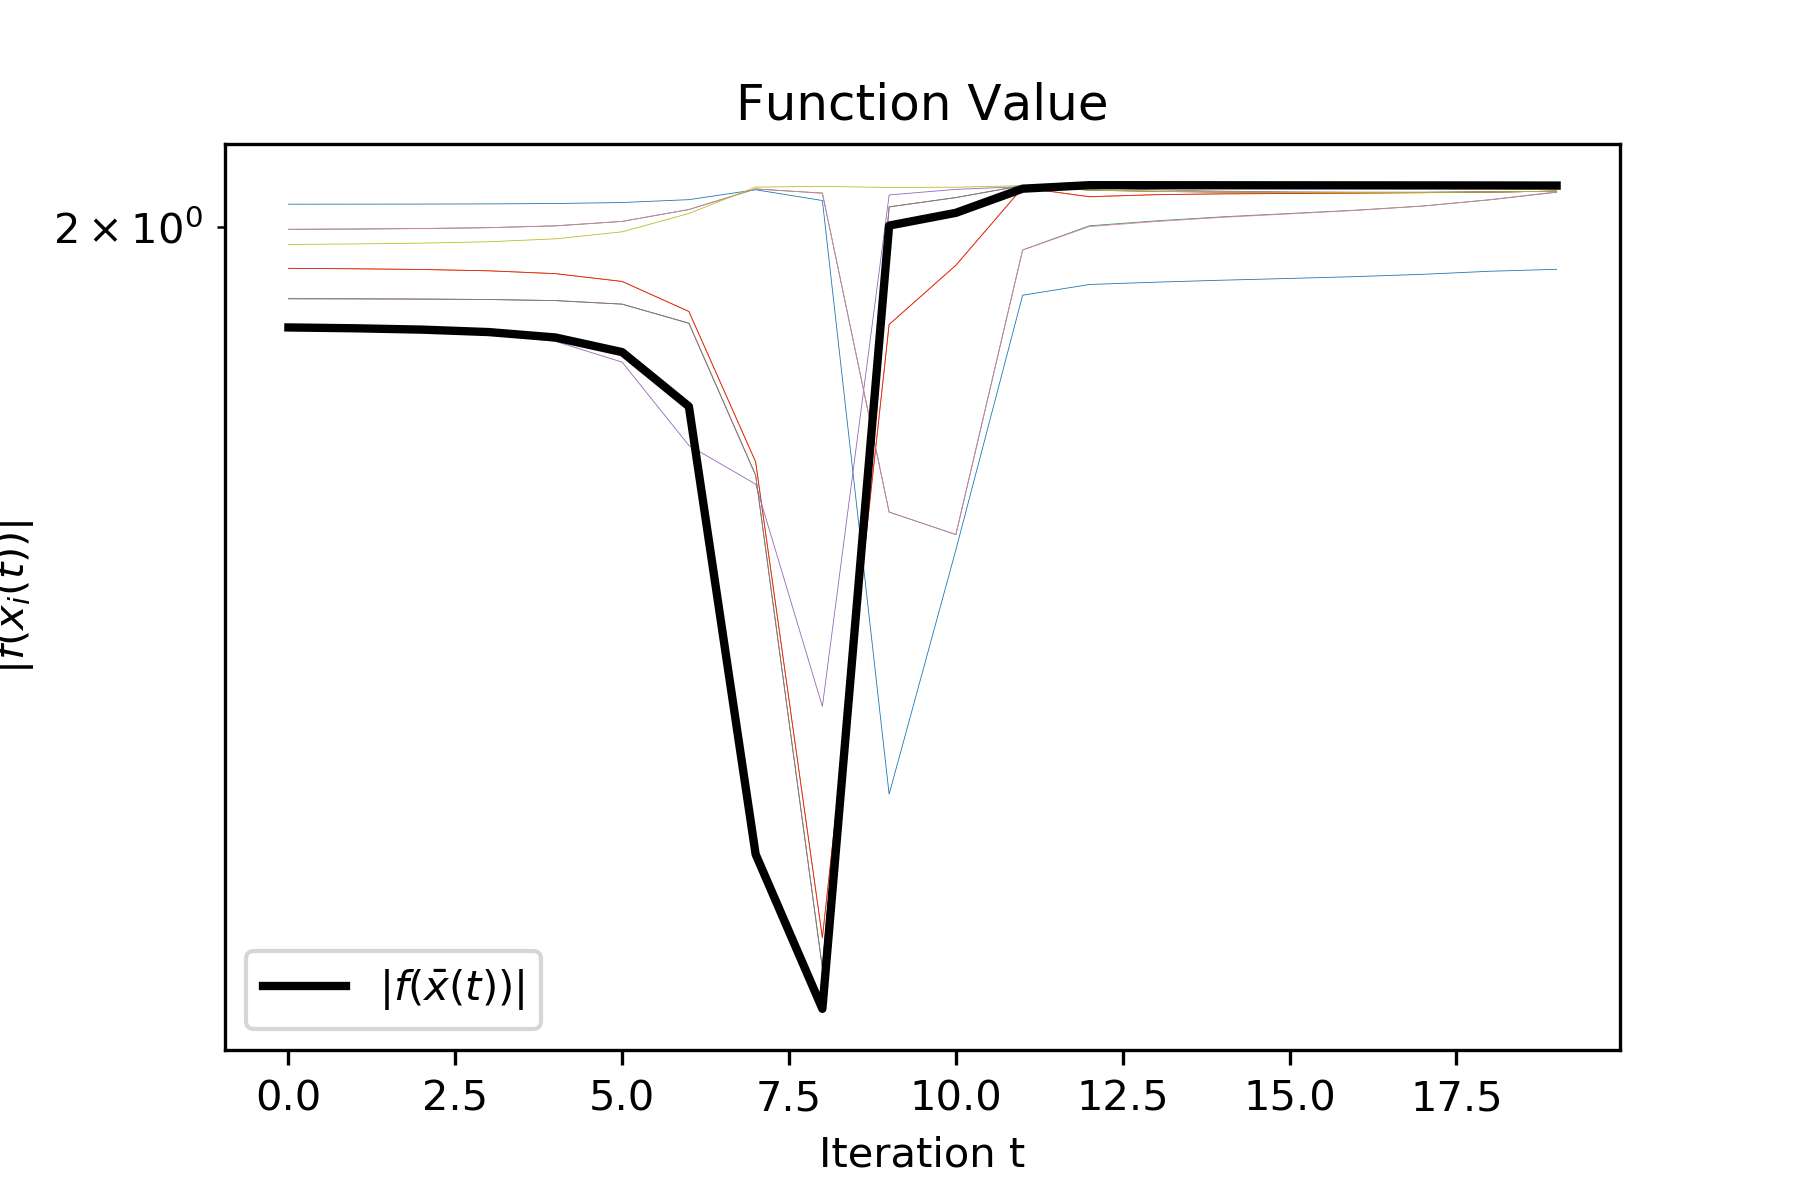 Function Value
2 × 10⁰
|f(xᵢ(t))|
|f(x̄(t))|
0.0 2.5 5.0 7.5 10.0 12.5 15.0 17.5
Iteration t